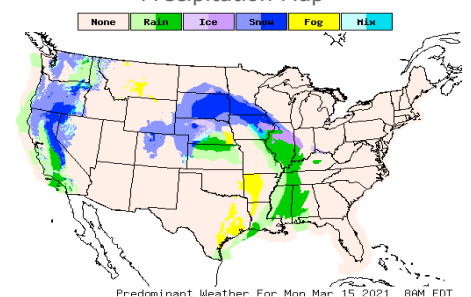 Precipitation Map
None Rain Ice Snow Fog Mix
Predominant Weather For Mon Mar 15 2021 8AM EDT